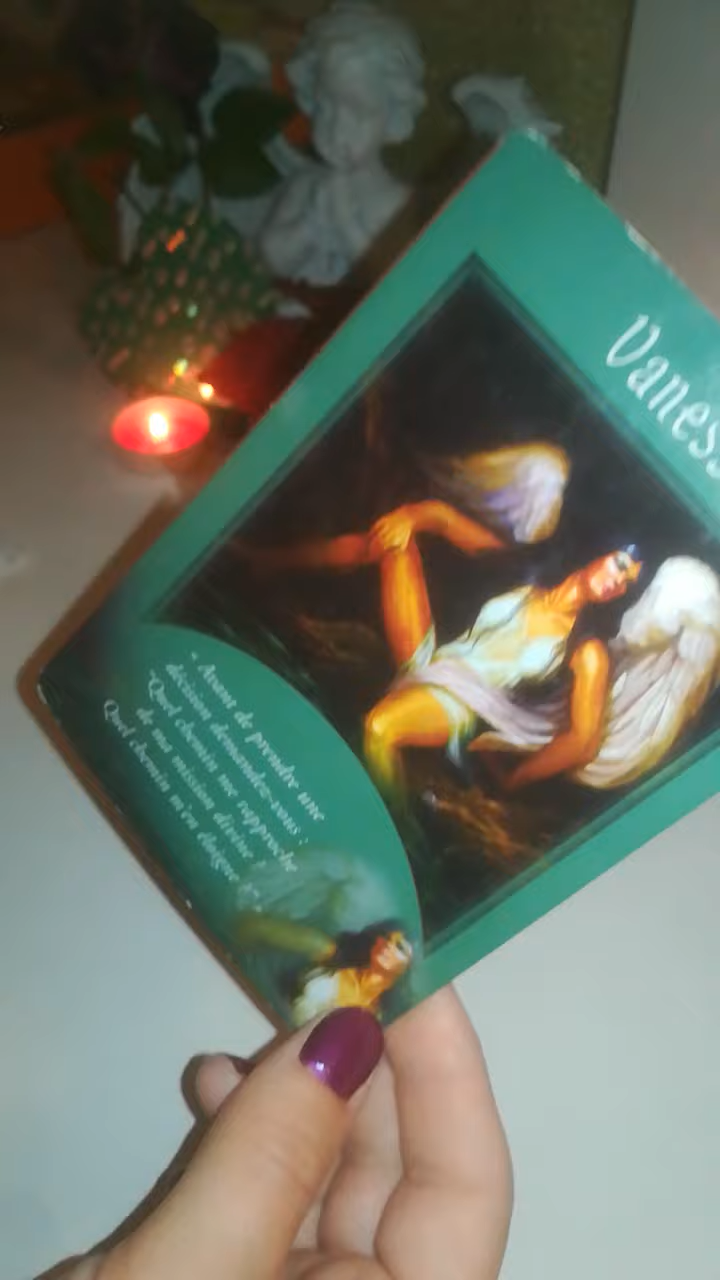 Vaness
" Avant de prendre une
décision demandez-vous :
"Quel chemin me rapproche
de ma mission divine ?
Quel chemin m'en éloigne ?"